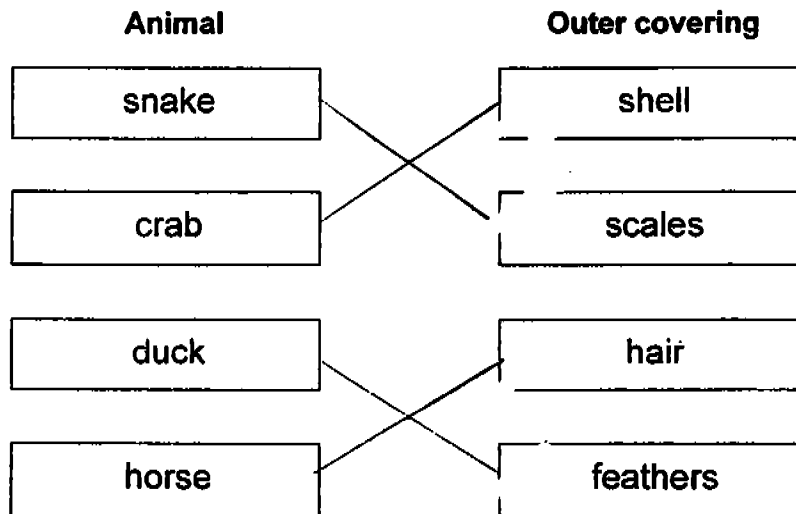 Animal Outer covering
snake shell
crab scales
duck hair
horse feathers